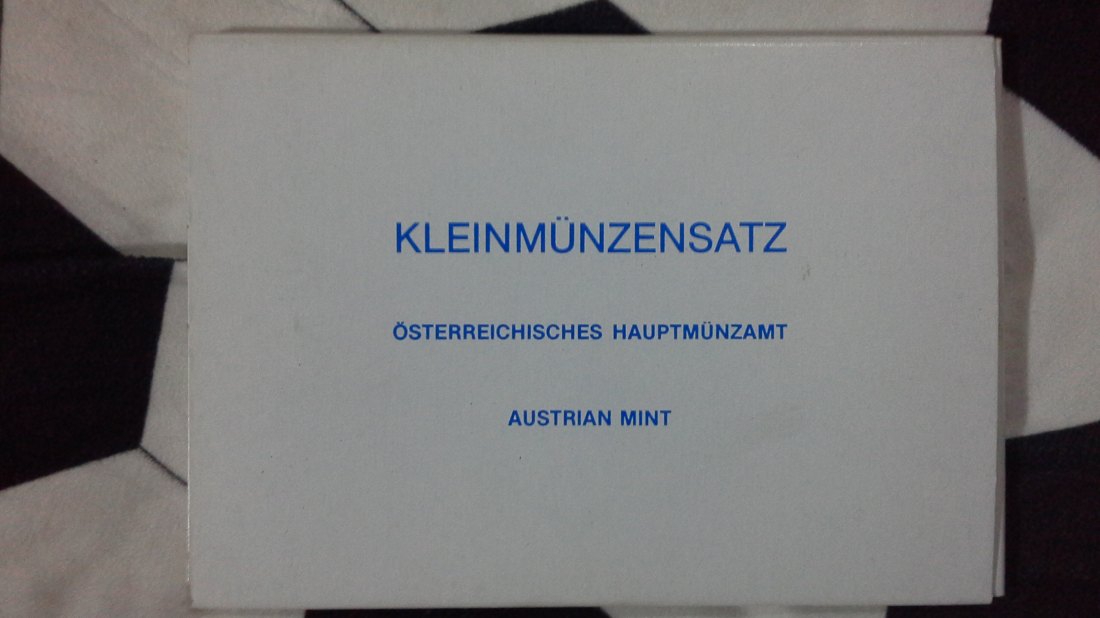 KLEINMÜNZENSATZ
ÖSTERREICHISCHES HAUPTMÜNZAMT
AUSTRIAN MINT